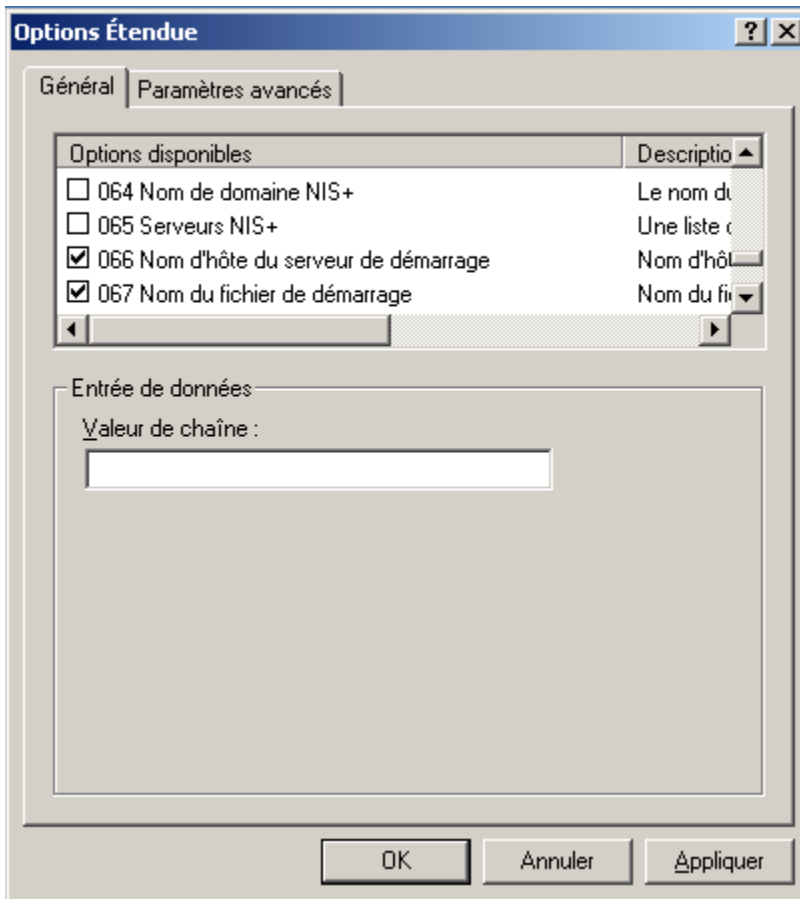 Options Étendue
Général
Paramètres avancés
Options disponibles Descriptio
064 Nom de domaine NIS+ Le nom du
065 Serveurs NIS+ Une liste
066 Nom d'hôte du serveur de démarrage Nom d'hô
067 Nom du fichier de démarrage Nom du
Entrée de données
Valeur de chaîne :
OK Annuler Appliquer